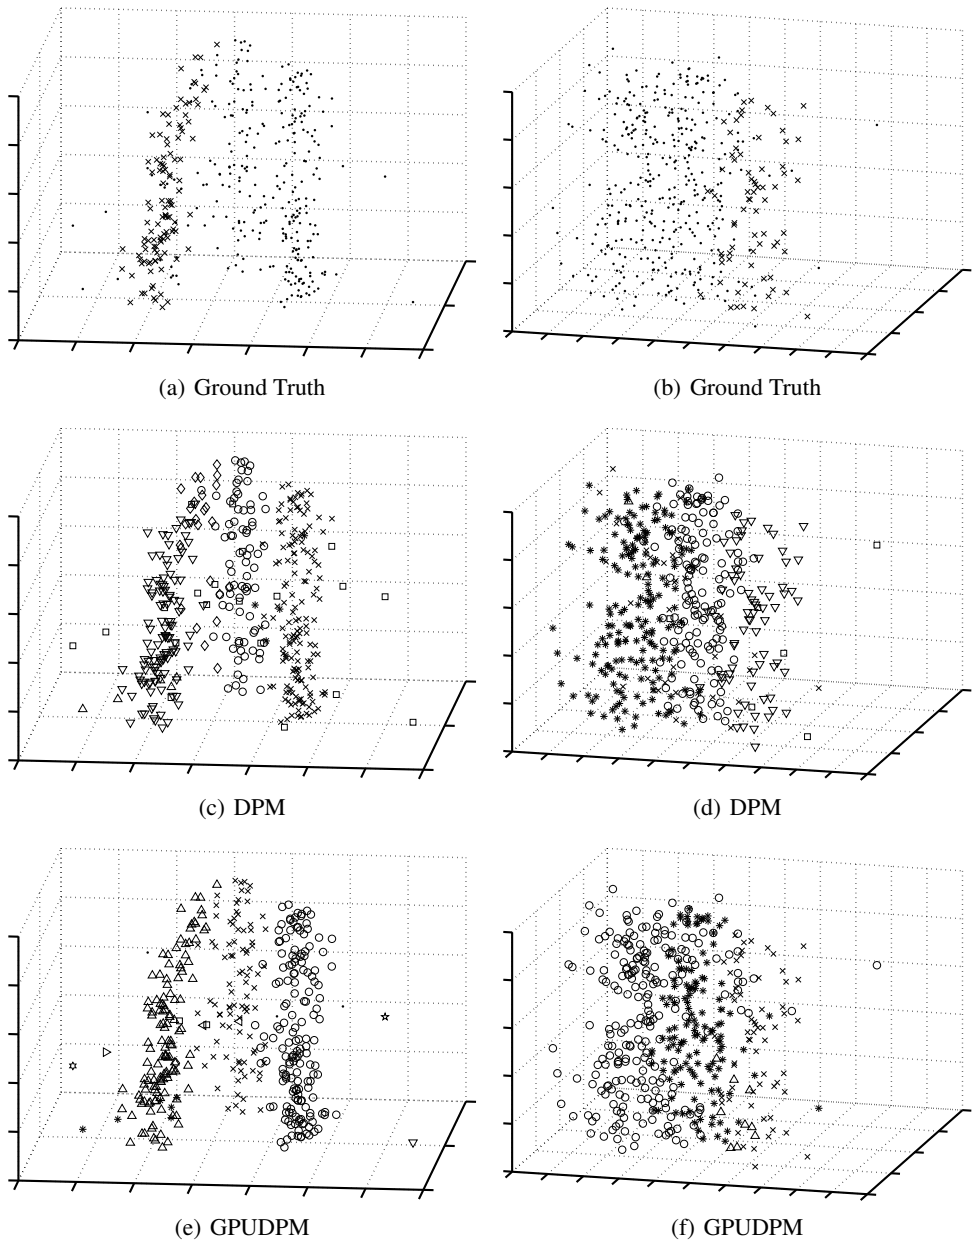 (a) Ground Truth
(b) Ground Truth
(c) DPM
(d) DPM
(e) GPUDPM
(f) GPUDPM